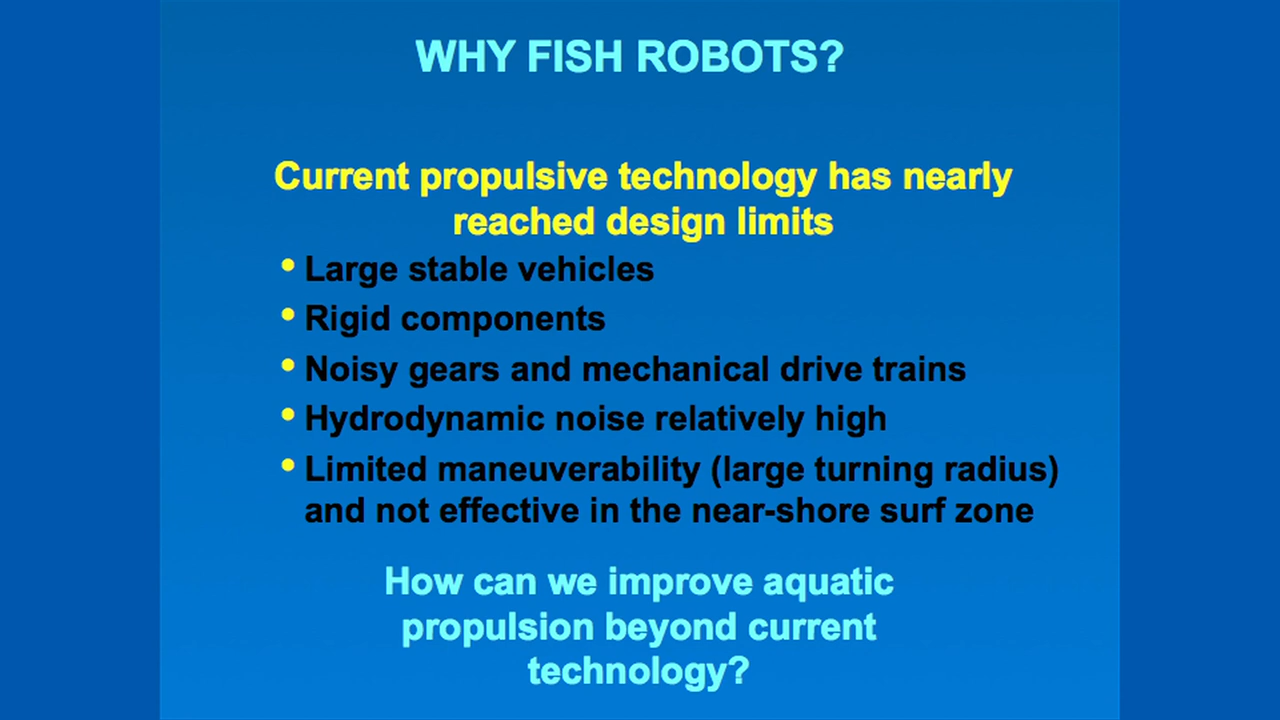 WHY FISH ROBOTS?
Current propulsive technology has nearly
reached design limits
• Large stable vehicles
• Rigid components
• Noisy gears and mechanical drive trains
• Hydrodynamic noise relatively high
• Limited maneuverability (large turning radius)
and not effective in the near-shore surf zone
How can we improve aquatic
propulsion beyond current
technology?